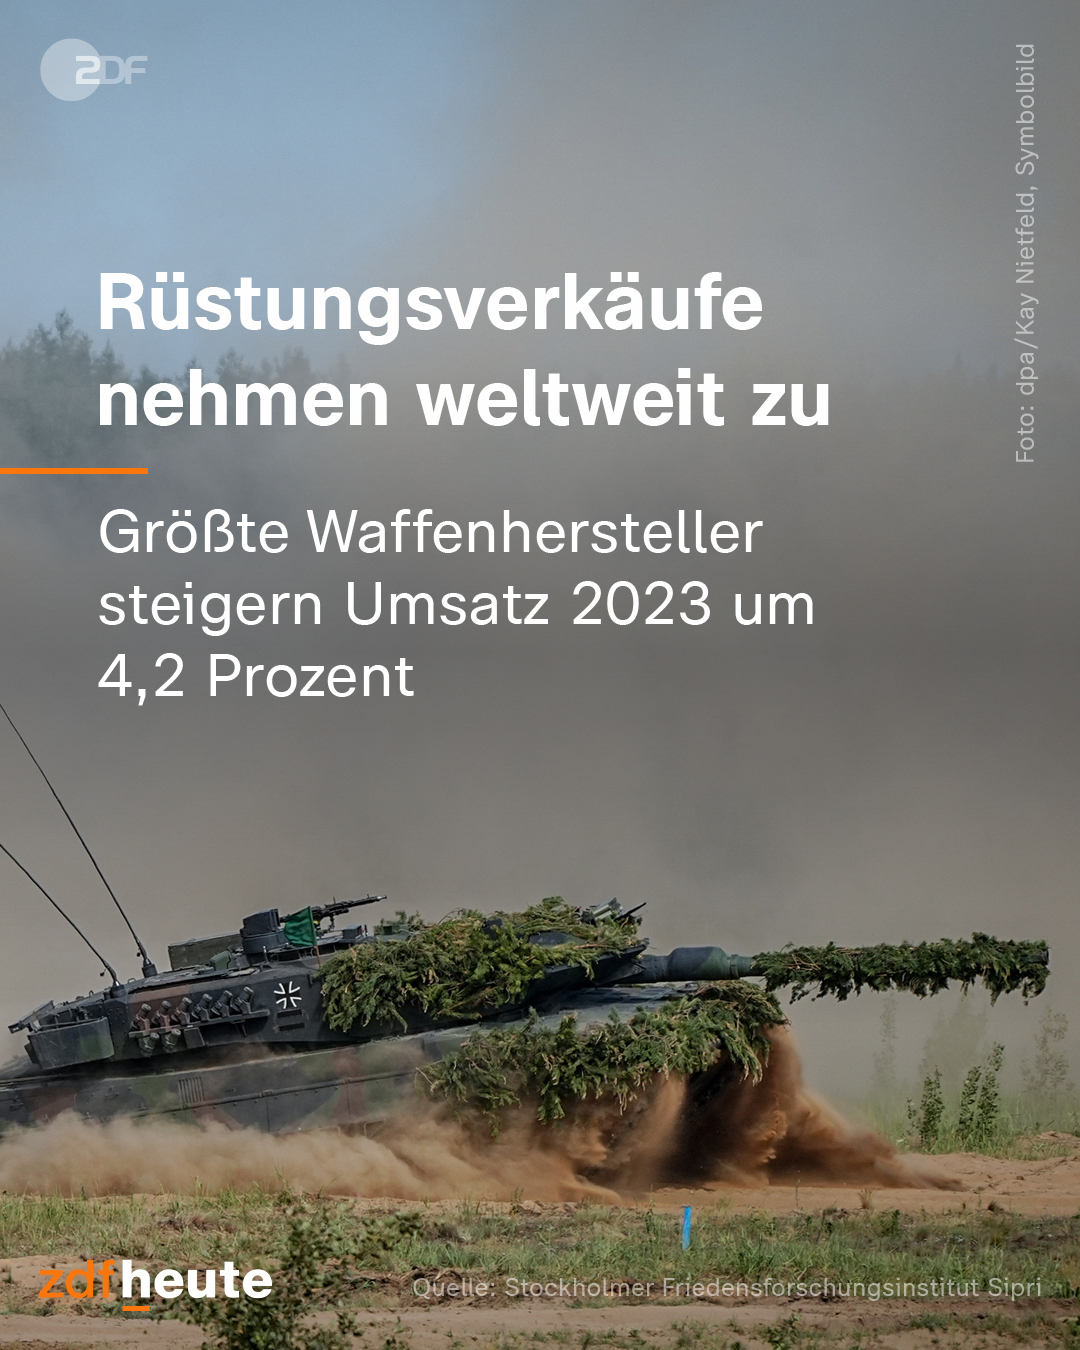 ZDF
Foto: dpa/Kay Nietfeld, Symbolbild
Rüstungsverkäufe
nehmen weltweit zu
Größte Waffenhersteller
steigern Umsatz 2023 um
4,2 Prozent
zdfheute
Quelle: Stockholmer Friedensforschungsinstitut Sipri